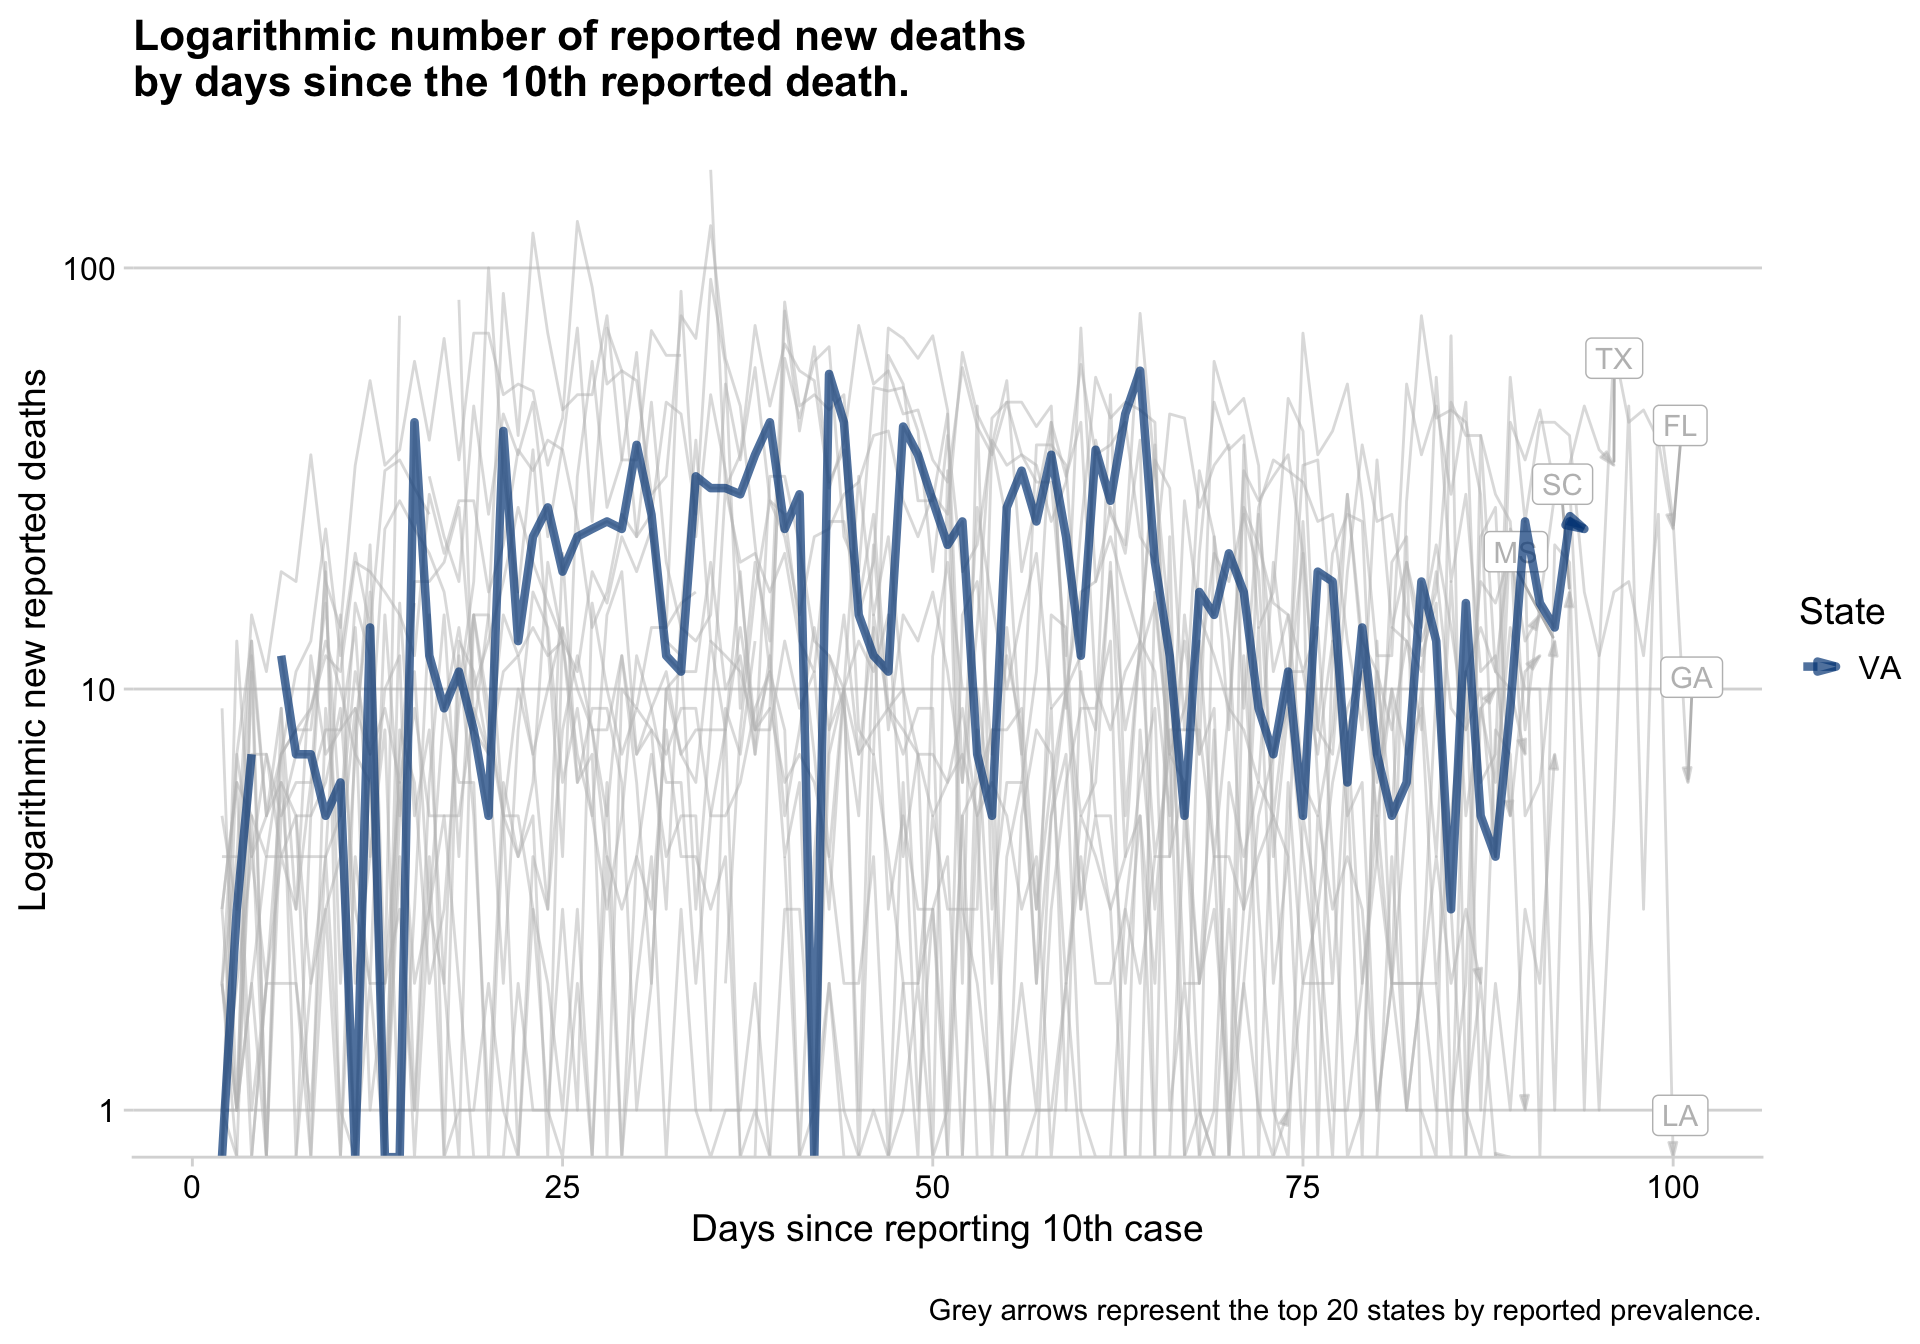 Logarithmic number of reported new deaths
by days since the 10th reported death.
Logarithmic new reported deaths
100
10
1
TX
FL
SC
MS
GA
LA
State
VA
0
25
50
75
100
Days since reporting 10th case
Grey arrows represent the top 20 states by reported prevalence.